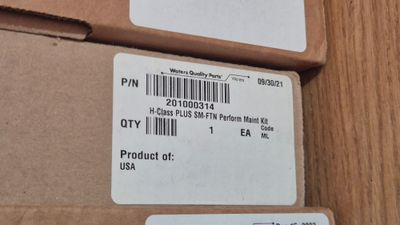 Waters Quality Parts
P/N
09/30/21
201000314
H-Class PLUS SM-FTN Perform Maint Kit
QTY 1 EA Code
ML
Product of:
USA